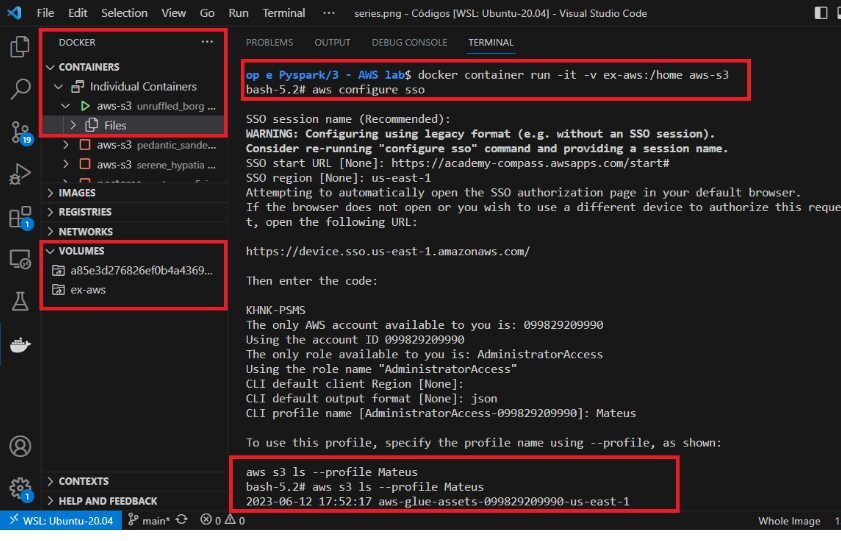 File Edit Selection View Go Run Terminal ··· series.png - Códigos [WSL: Ubuntu-20.04] - Visual Studio Code
DOCKER ···
CONTAINERS
Individual Containers
aws-s3 unruffled_borg ...
Files
aws-s3 pedantic_sande...
aws-s3 serene_hypatia ...
IMAGES
REGISTRIES
NETWORKS
VOLUMES
a85e3d276826ef0b4a4369...
ex-aws
CONTEXTS
HELP AND FEEDBACK
19
1
1
PROBLEMS OUTPUT DEBUG CONSOLE TERMINAL
op e Pyspark/3 - AWS lab$ docker container run -it -v ex-aws:/home aws-s3
bash-5.2# aws configure sso
SSO session name (Recommended):
WARNING: Configuring using legacy format (e.g. without an SSO session).
Consider re-running "configure sso" command and providing a session name.
SSO start URL [None]: https://academy-compass.awsapps.com/start#
SSO region [None]: us-east-1
Attempting to automatically open the SSO authorization page in your default browser.
If the browser does not open or you wish to use a different device to authorize this reque
t, open the following URL:
https://device.sso.us-east-1.amazonaws.com/
Then enter the code:
KHNK-PSMS
The only AWS account available to you is: 099829209990
Using the account ID 099829209990
The only role available to you is: AdministratorAccess
Using the role name "AdministratorAccess"
CLI default client Region [None]:
CLI default output format [None]: json
CLI profile name [AdministratorAccess-099829209990]: Mateus
To use this profile, specify the profile name using --profile, as shown:
aws s3 ls --profile Mateus
bash-5.2# aws s3 ls --profile Mateus
2023-06-12 17:52:17 aws-glue-assets-099829209990-us-east-1
WSL: Ubuntu-20.04 main* 0 0 Whole Image 1